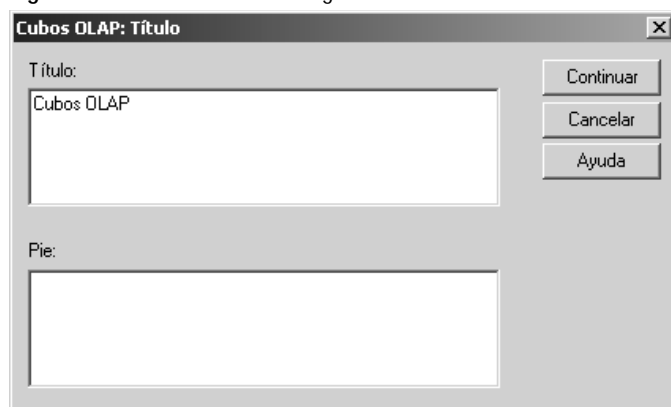 Cubos OLAP: Título
Título:
Cubos OLAP
Continuar
Cancelar
Ayuda
Pie: